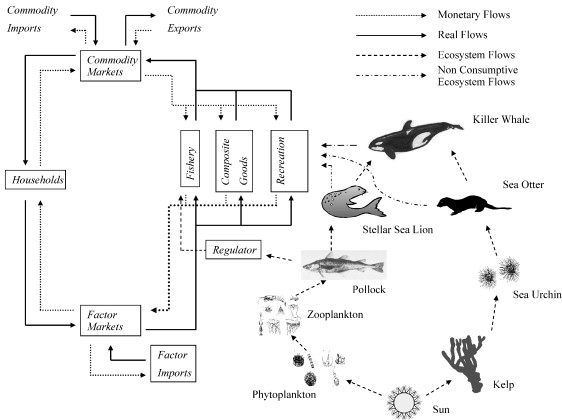 Commodity
Imports
Commodity
Exports
Monetary Flows
Real Flows
Ecosystem Flows
Non Consumptive
Ecosystem Flows
Commodity
Markets
Killer Whale
Households
Fishery
Composite
Goods
Recreation
Sea Otter
Stellar Sea Lion
Regulator
Pollock
Sea Urchin
Zooplankton
Factor
Markets
Factor
Imports
Phytoplankton
Kelp
Sun